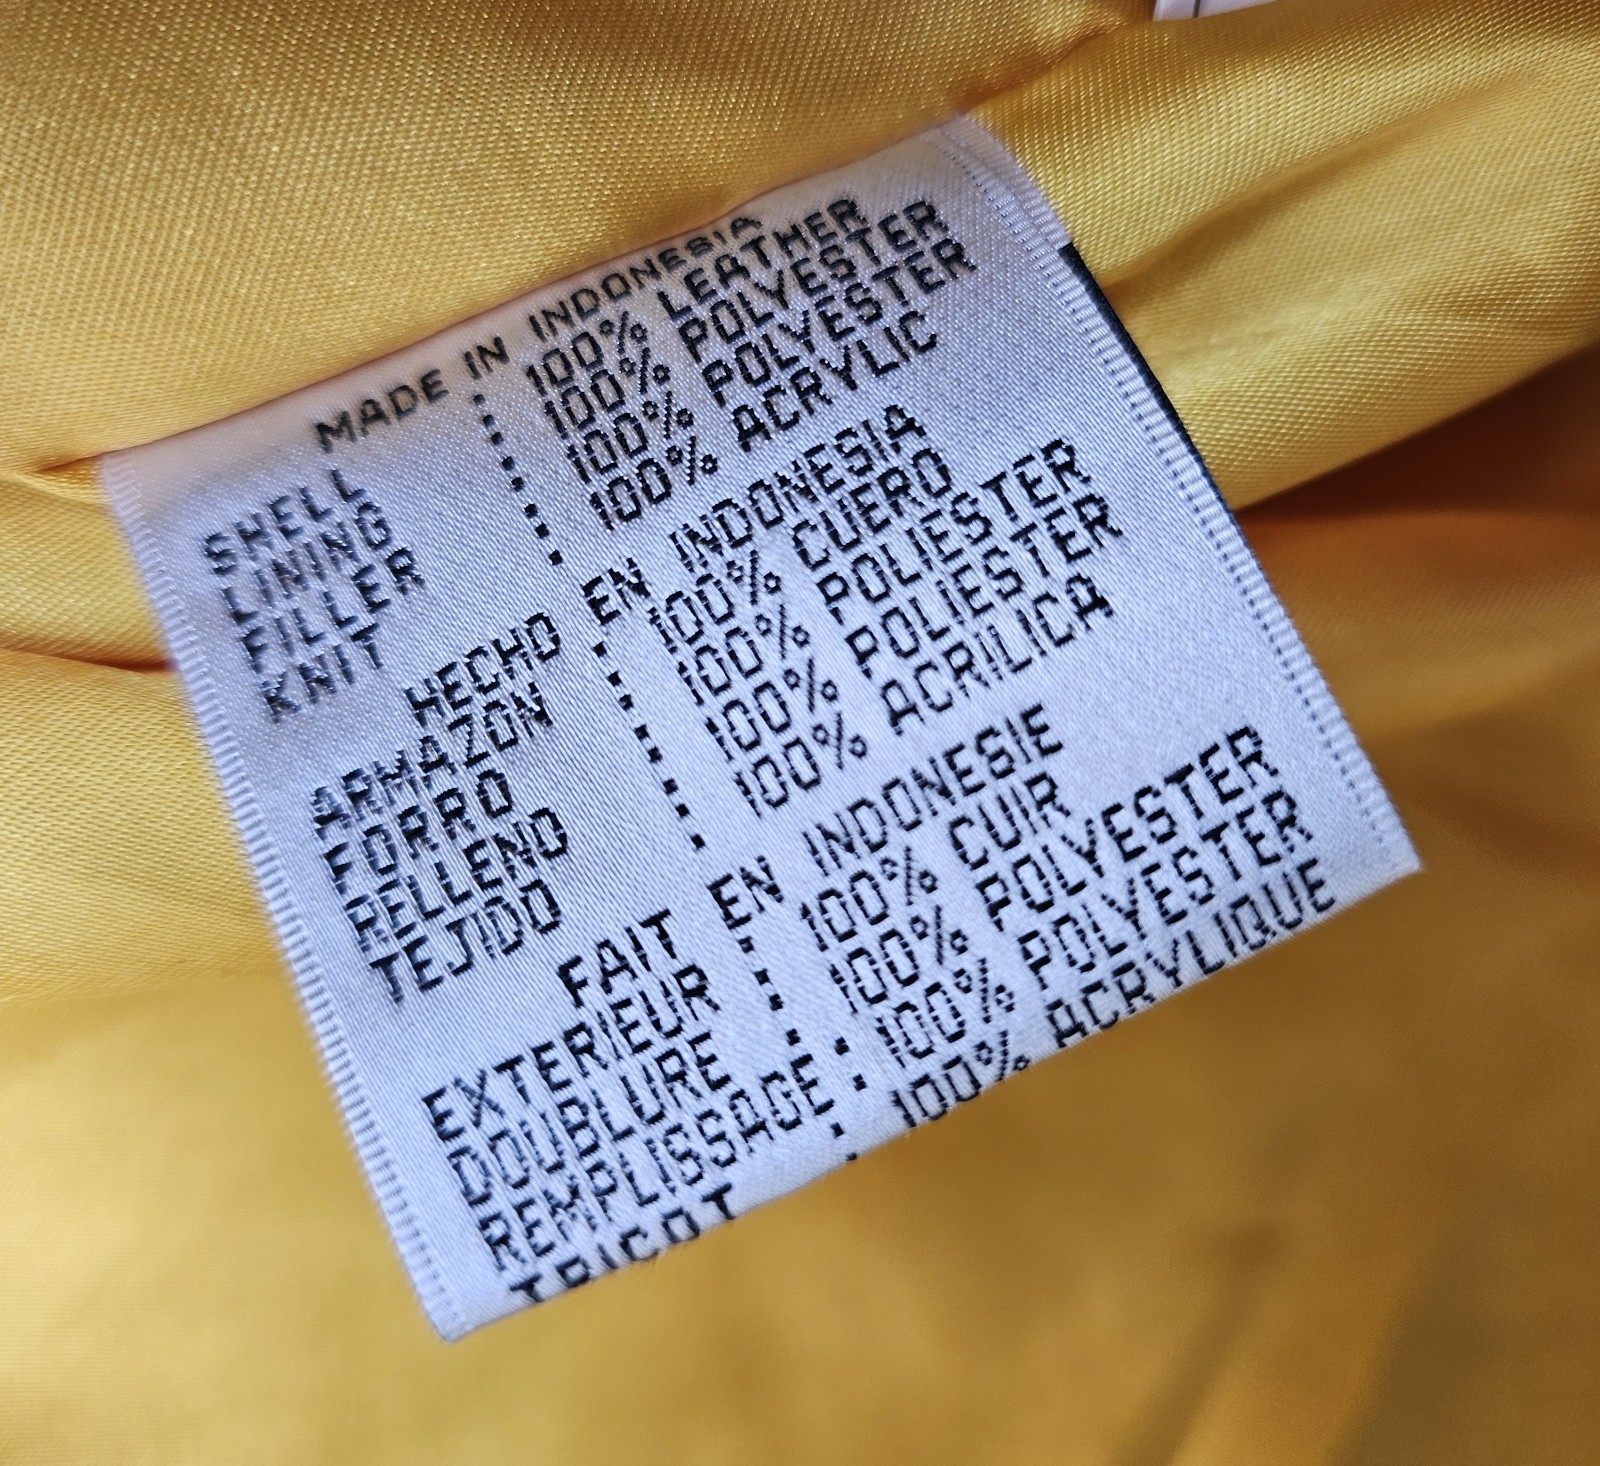 MADE IN INDONESIA
SHELL : 100% LEATHER
LINING : 100% POLYESTER
FILLER : 100% POLYESTER
KNIT : 100% ACRYLIC
HECHO EN INDONESIA
ARMAZON : 100% CUERO
FORRO : 100% POLIESTER
RELLENO : 100% POLIESTER
TEJIDO : 100% ACRILICA
FAIT EN INDONESIE
EXTERIEUR : 100% CUIR
DOUBLURE : 100% POLYESTER
REMPLISSAGE : 100% POLYESTER
TRICOT : 100% ACRYLIQUE